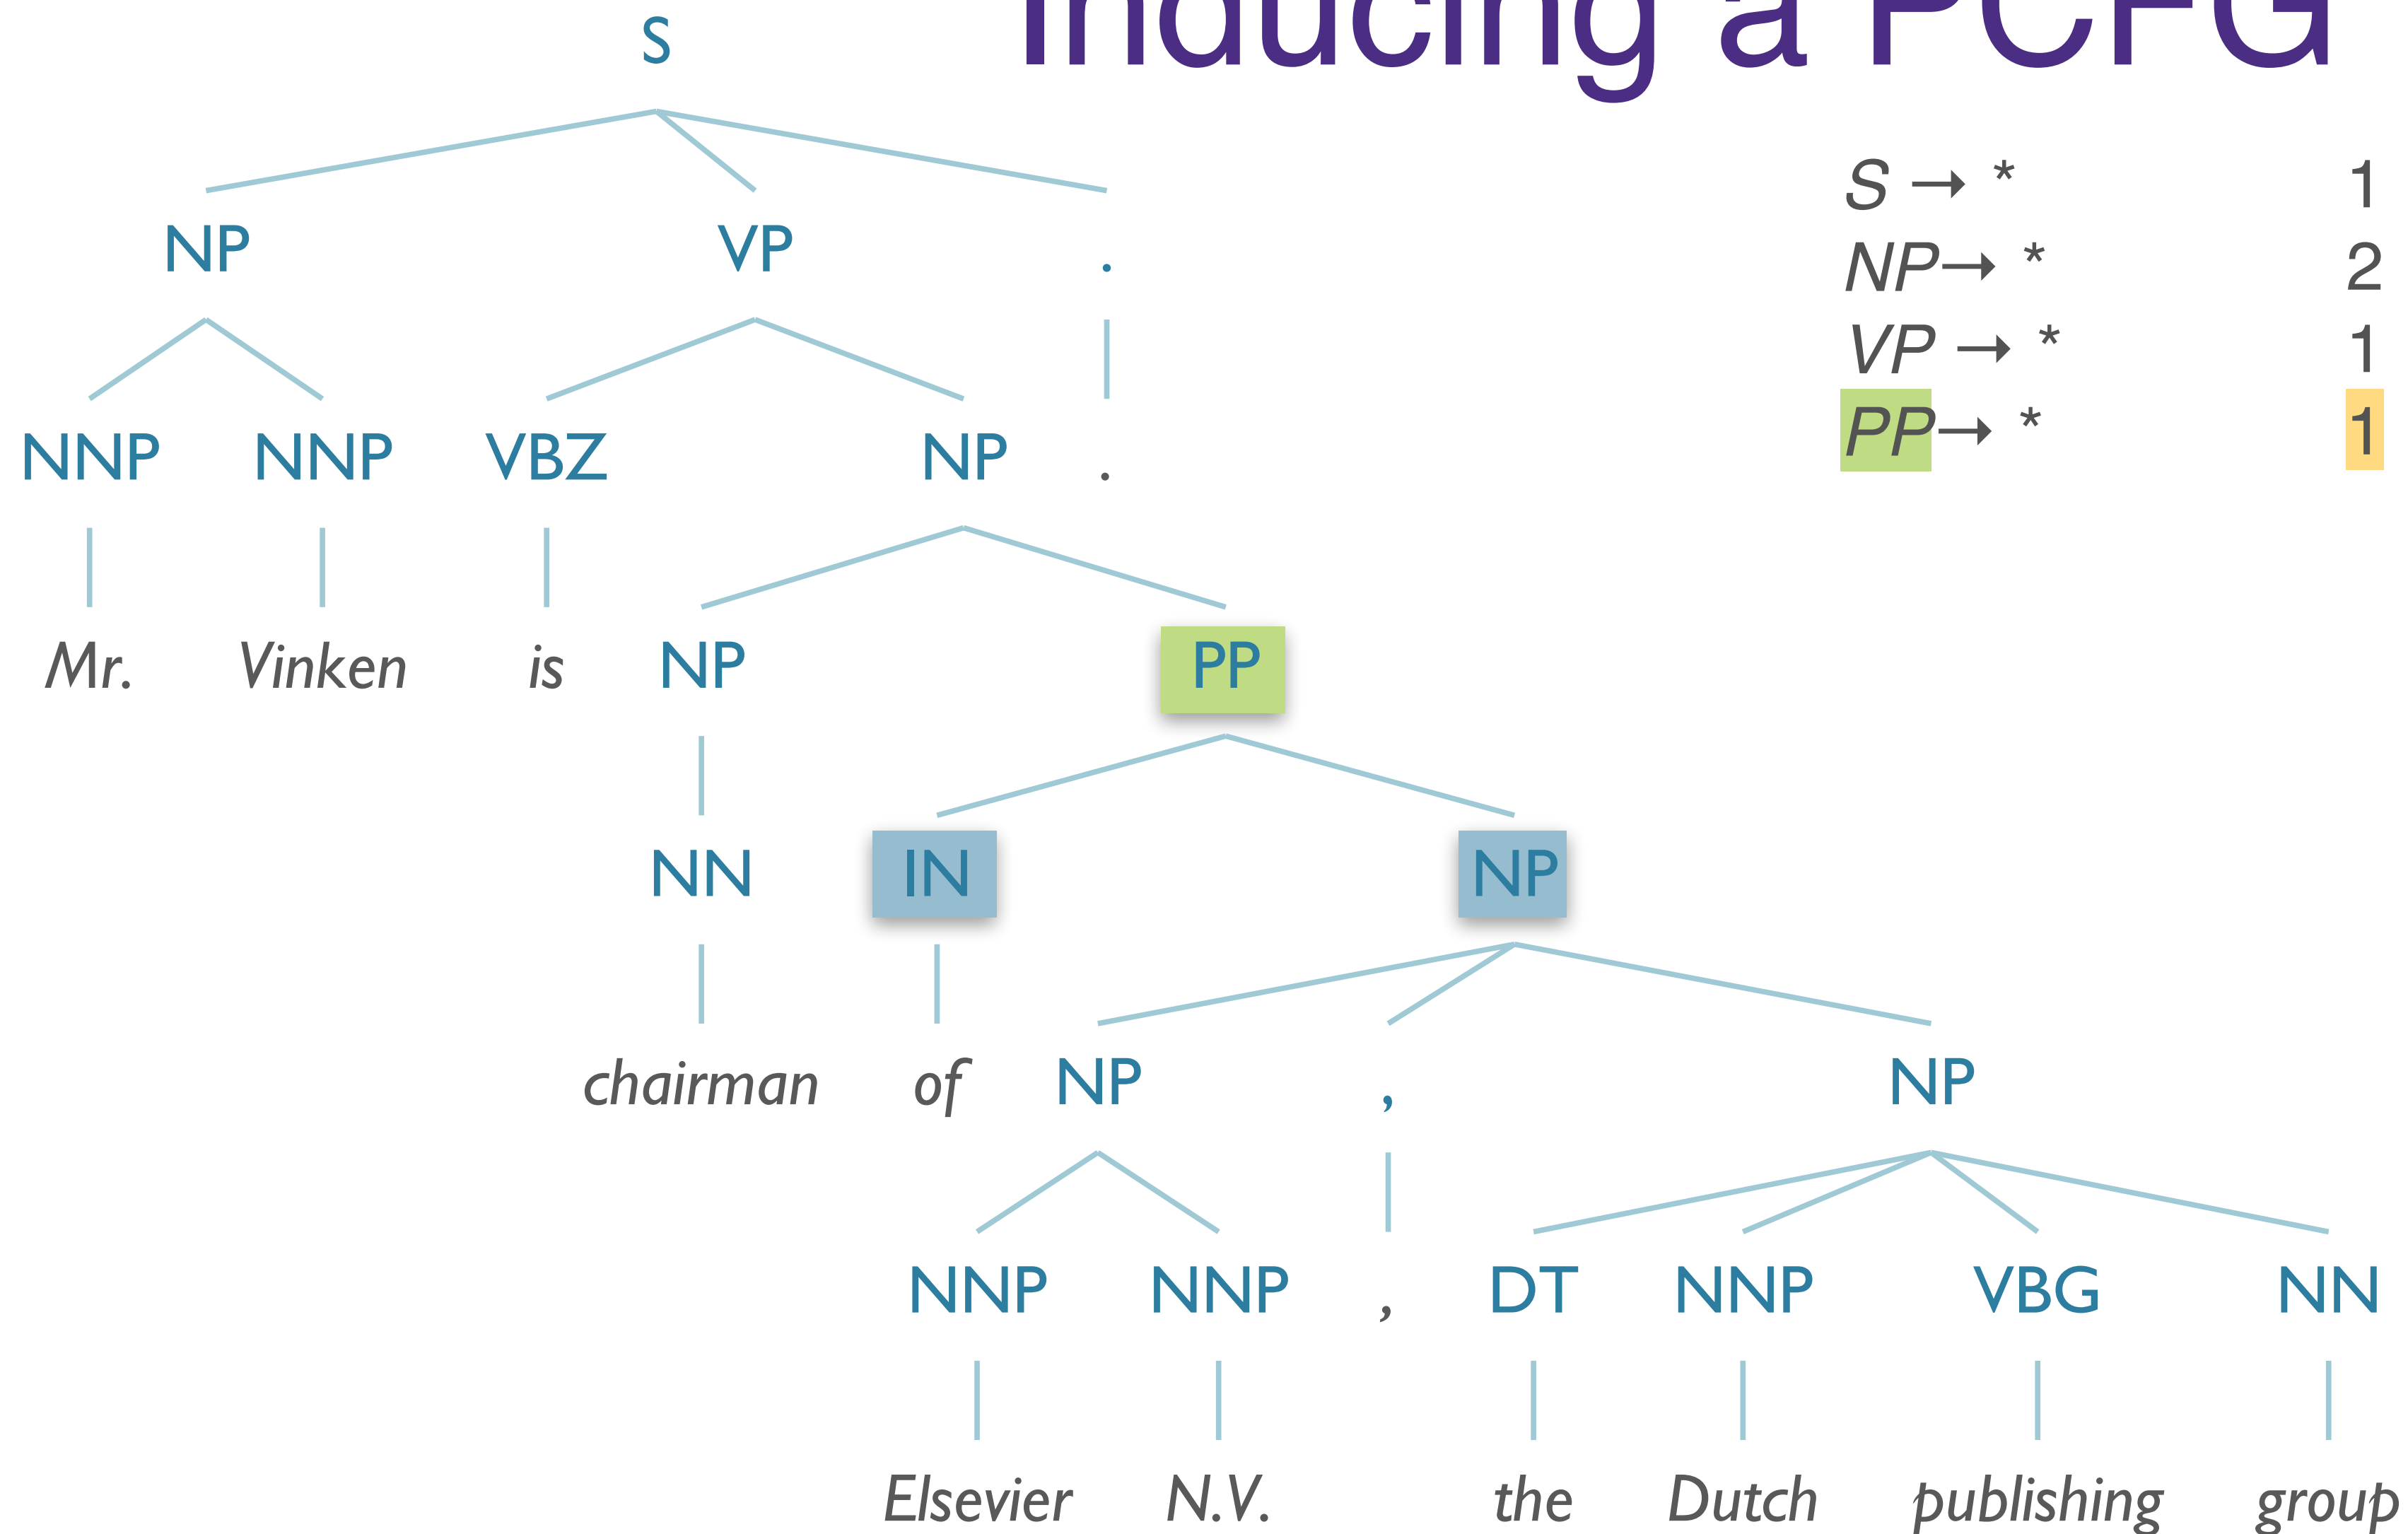 Inducing a PCFG
S
S → * 1
NP → * 2
VP → * 1
PP → * 1
NP VP .
NNP NNP VBZ NP .
Mr. Vinken is NP PP
NN IN NP
chairman of NP , NP
NNP NNP , DT NNP VBG NN
Elsevier N.V. the Dutch publishing group